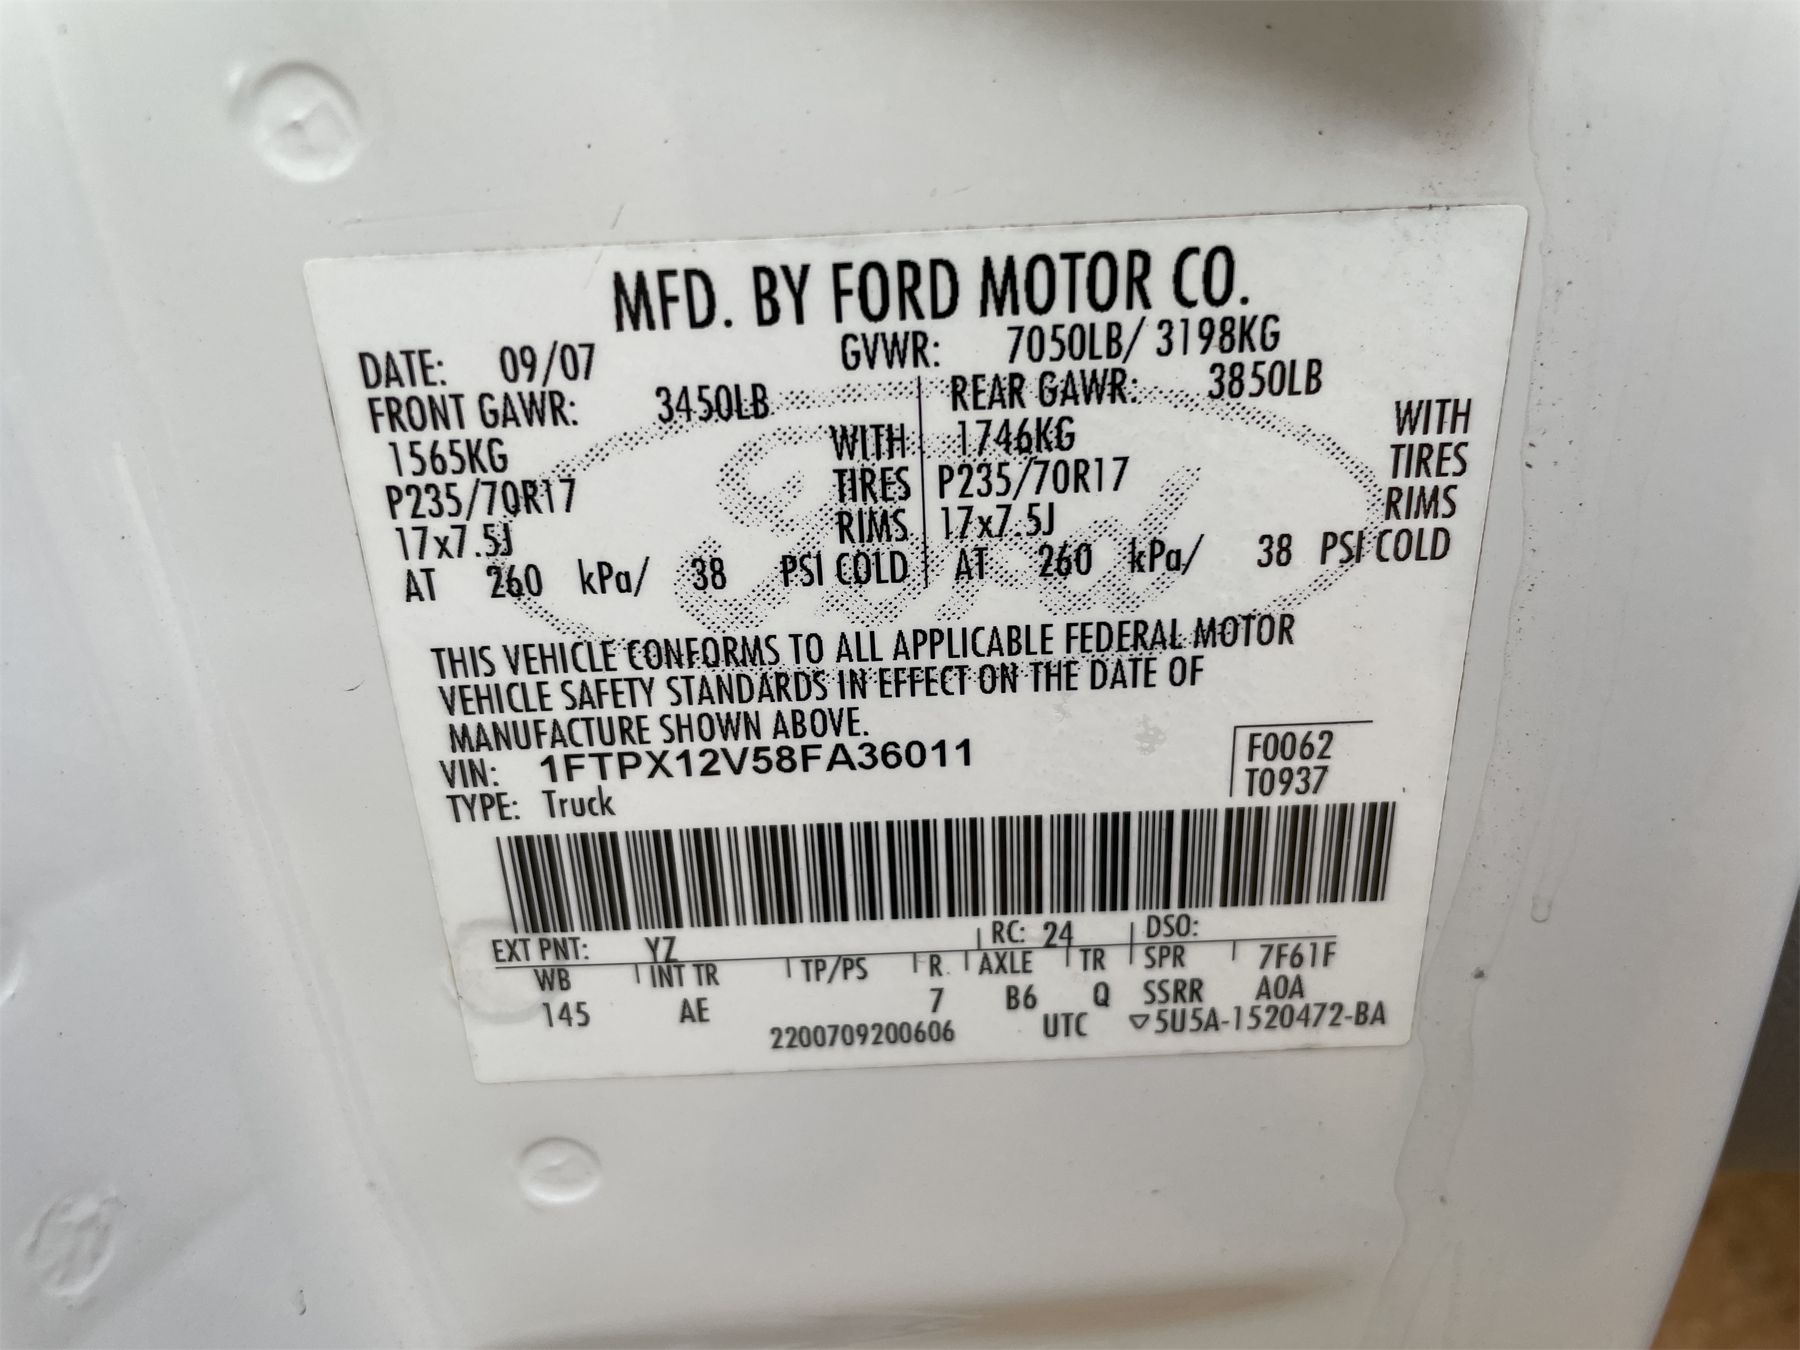 MFD. BY FORD MOTOR CO.
DATE: 09/07 GVWR: 7050LB/ 3198KG
FRONT GAWR: 3450LB REAR GAWR: 3850LB
1565KG WITH 1746KG WITH
P235/70R17 TIRES P235/70R17 TIRES
17x7.5J RIMS 17x7.5J RIMS
AT 260 kPa/ 38 PSI COLD AT 260 kPa/ 38 PSI COLD
THIS VEHICLE CONFORMS TO ALL APPLICABLE FEDERAL MOTOR
VEHICLE SAFETY STANDARDS IN EFFECT ON THE DATE OF
MANUFACTURE SHOWN ABOVE.
VIN: 1FTPX12V58FA36011 F0062
TYPE: Truck T0937
EXT PNT: YZ RC: 24 DSO:
WB INT TR TP/PS R. AXLE TR SPR 7F61F
145 AE 7 B6 Q SSRR A0A
2200709200606 UTC ▽5U5A-1520472-BA
Ford